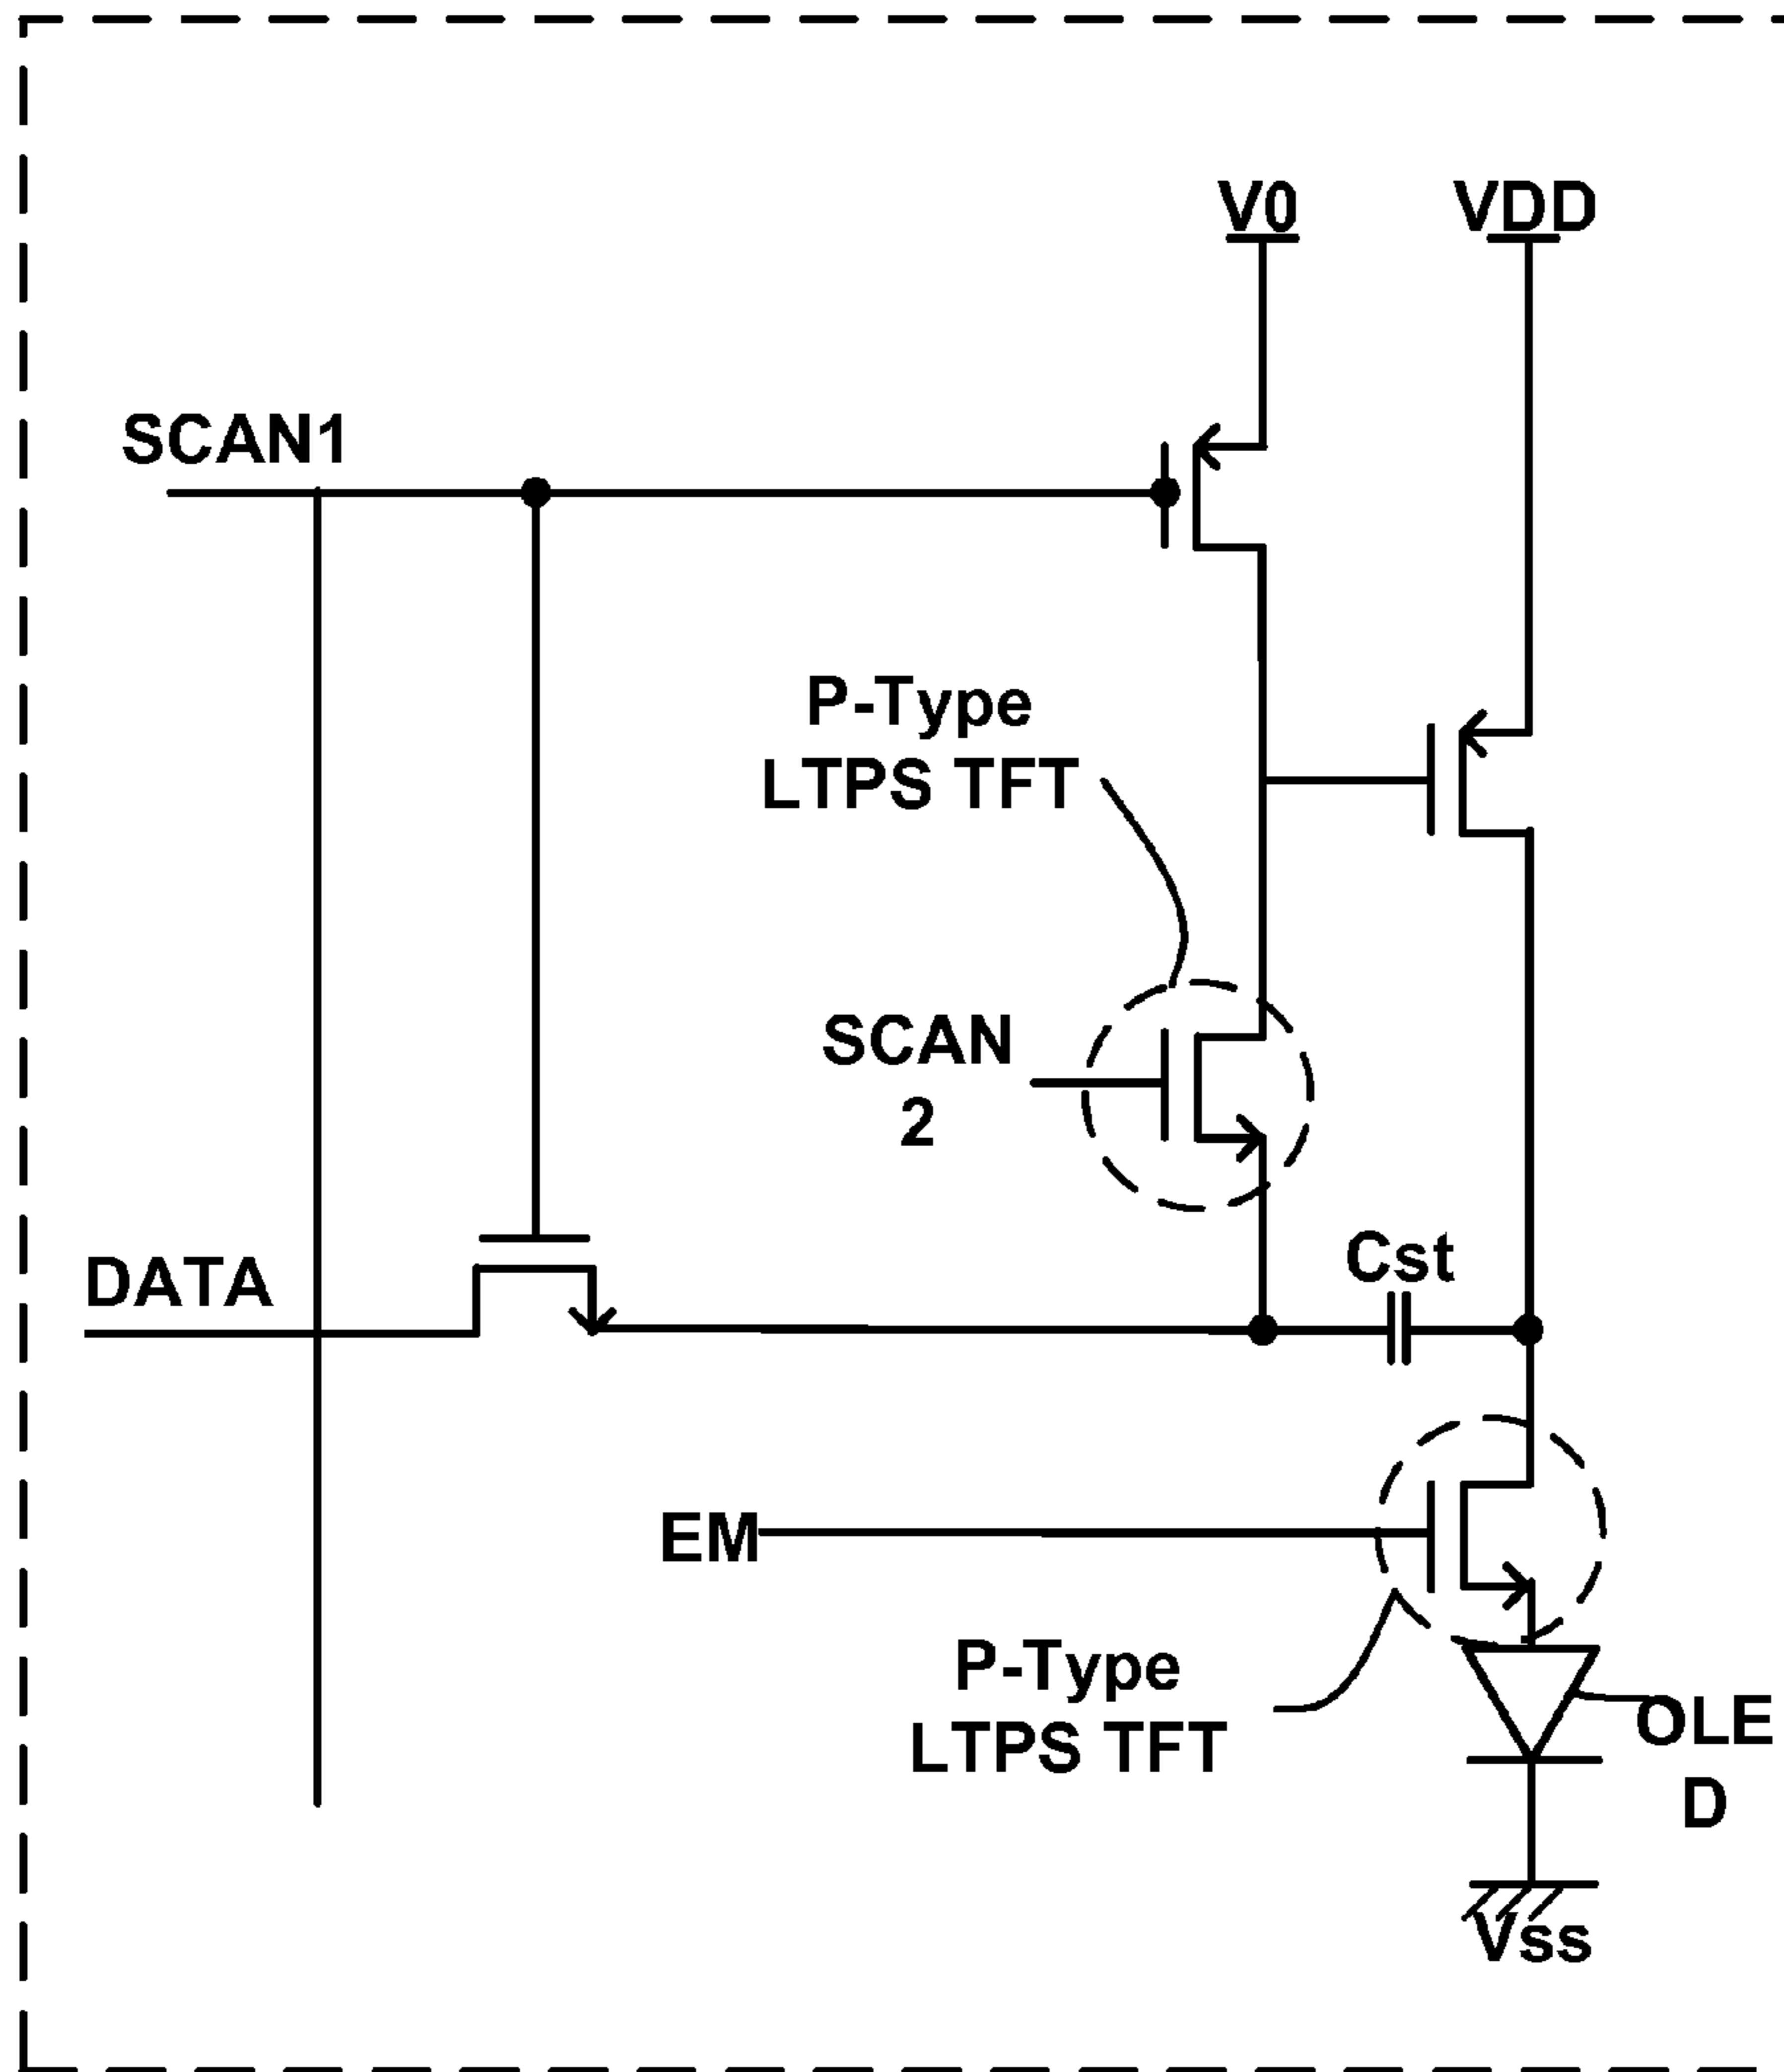 V0
VDD
SCAN1
P-Type
LTPS TFT
SCAN
2
DATA
Cst
EM
P-Type
LTPS TFT
OLE
D
Vss